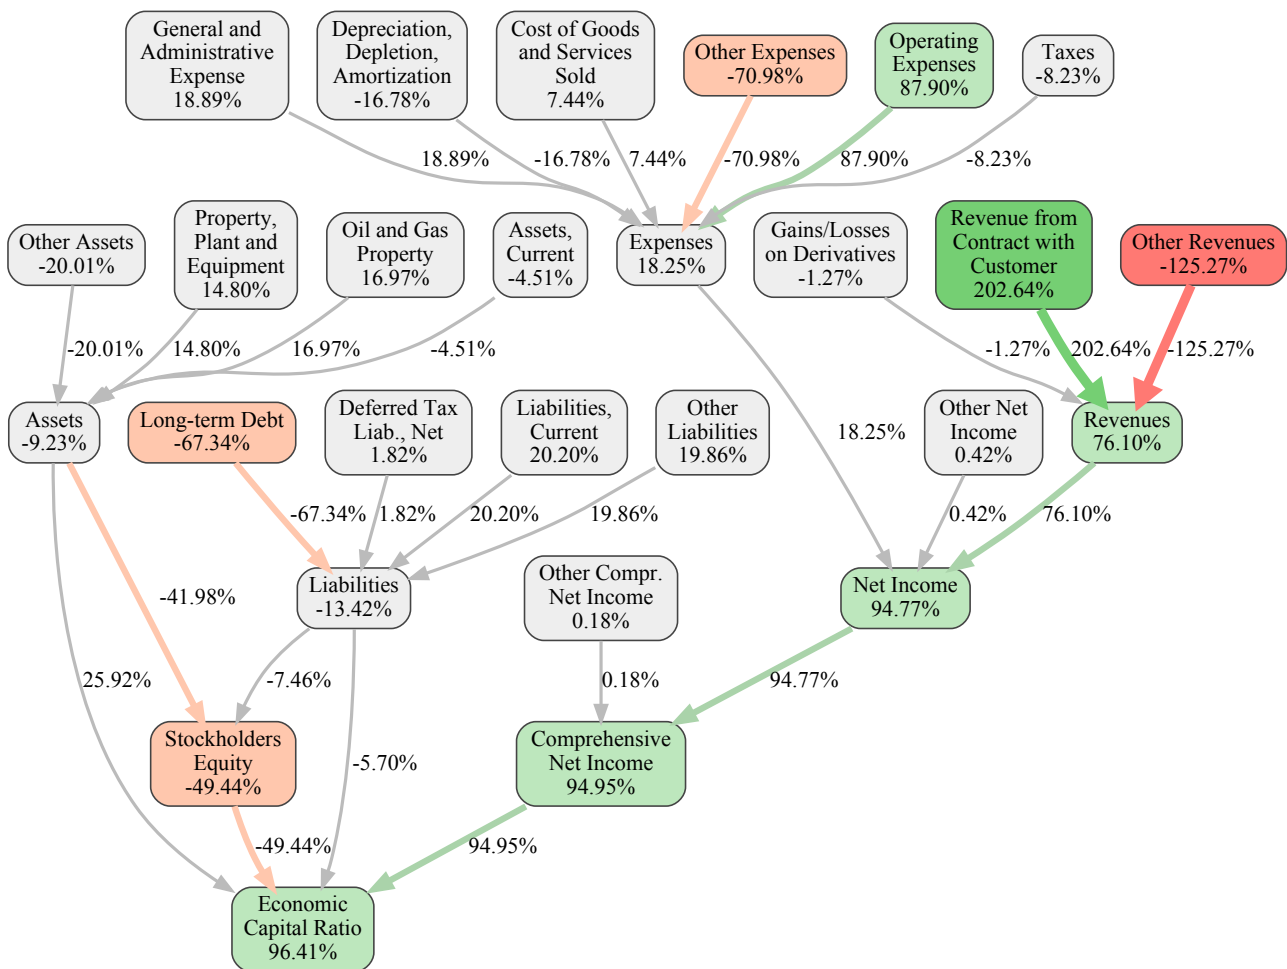 General and
Administrative
Expense
18.89%
Depreciation,
Depletion,
Amortization
-16.78%
Cost of Goods
and Services
Sold
7.44%
Other Expenses
-70.98%
Operating
Expenses
87.90%
Taxes
-8.23%
18.89%
-16.78%
7.44%
-70.98%
87.90%
-8.23%
Other Assets
-20.01%
Property,
Plant and
Equipment
14.80%
Oil and Gas
Property
16.97%
Assets,
Current
-4.51%
Expenses
18.25%
Gains/Losses
on Derivatives
-1.27%
Revenue from
Contract with
Customer
202.64%
Other Revenues
-125.27%
-20.01%
14.80%
16.97%
-4.51%
-1.27%
202.64%
-125.27%
Assets
-9.23%
Long-term Debt
-67.34%
Deferred Tax
Liab., Net
1.82%
Liabilities,
Current
20.20%
Other
Liabilities
19.86%
18.25%
Other Net
Income
0.42%
Revenues
76.10%
-67.34%
1.82%
20.20%
19.86%
0.42%
76.10%
-41.98%
Liabilities
-13.42%
Other Compr.
Net Income
0.18%
Net Income
94.77%
25.92%
-7.46%
0.18%
94.77%
Stockholders
Equity
-49.44%
-5.70%
Comprehensive
Net Income
94.95%
-49.44%
94.95%
Economic
Capital Ratio
96.41%